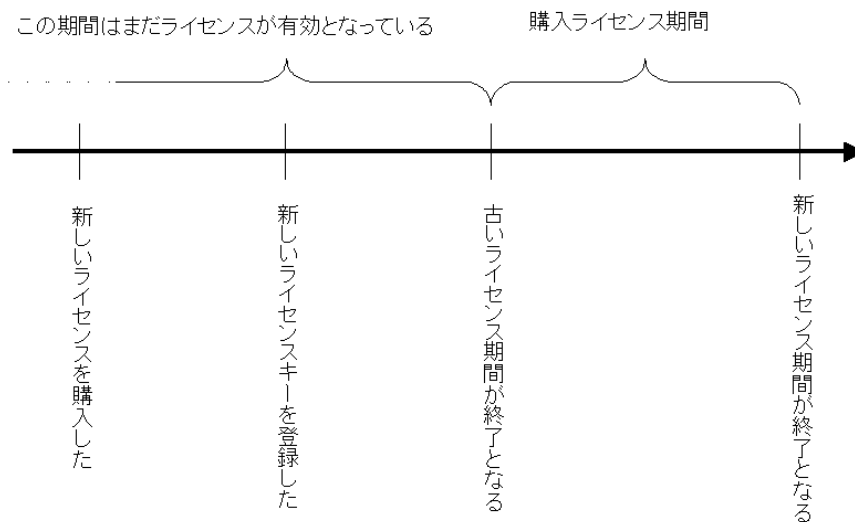 この期間はまだライセンスが有効となっている
購入ライセンス期間
新しいライセンスを購入した
新しいライセンスキーを登録した
古いライセンス期間が終了となる
新しいライセンス期間が終了となる